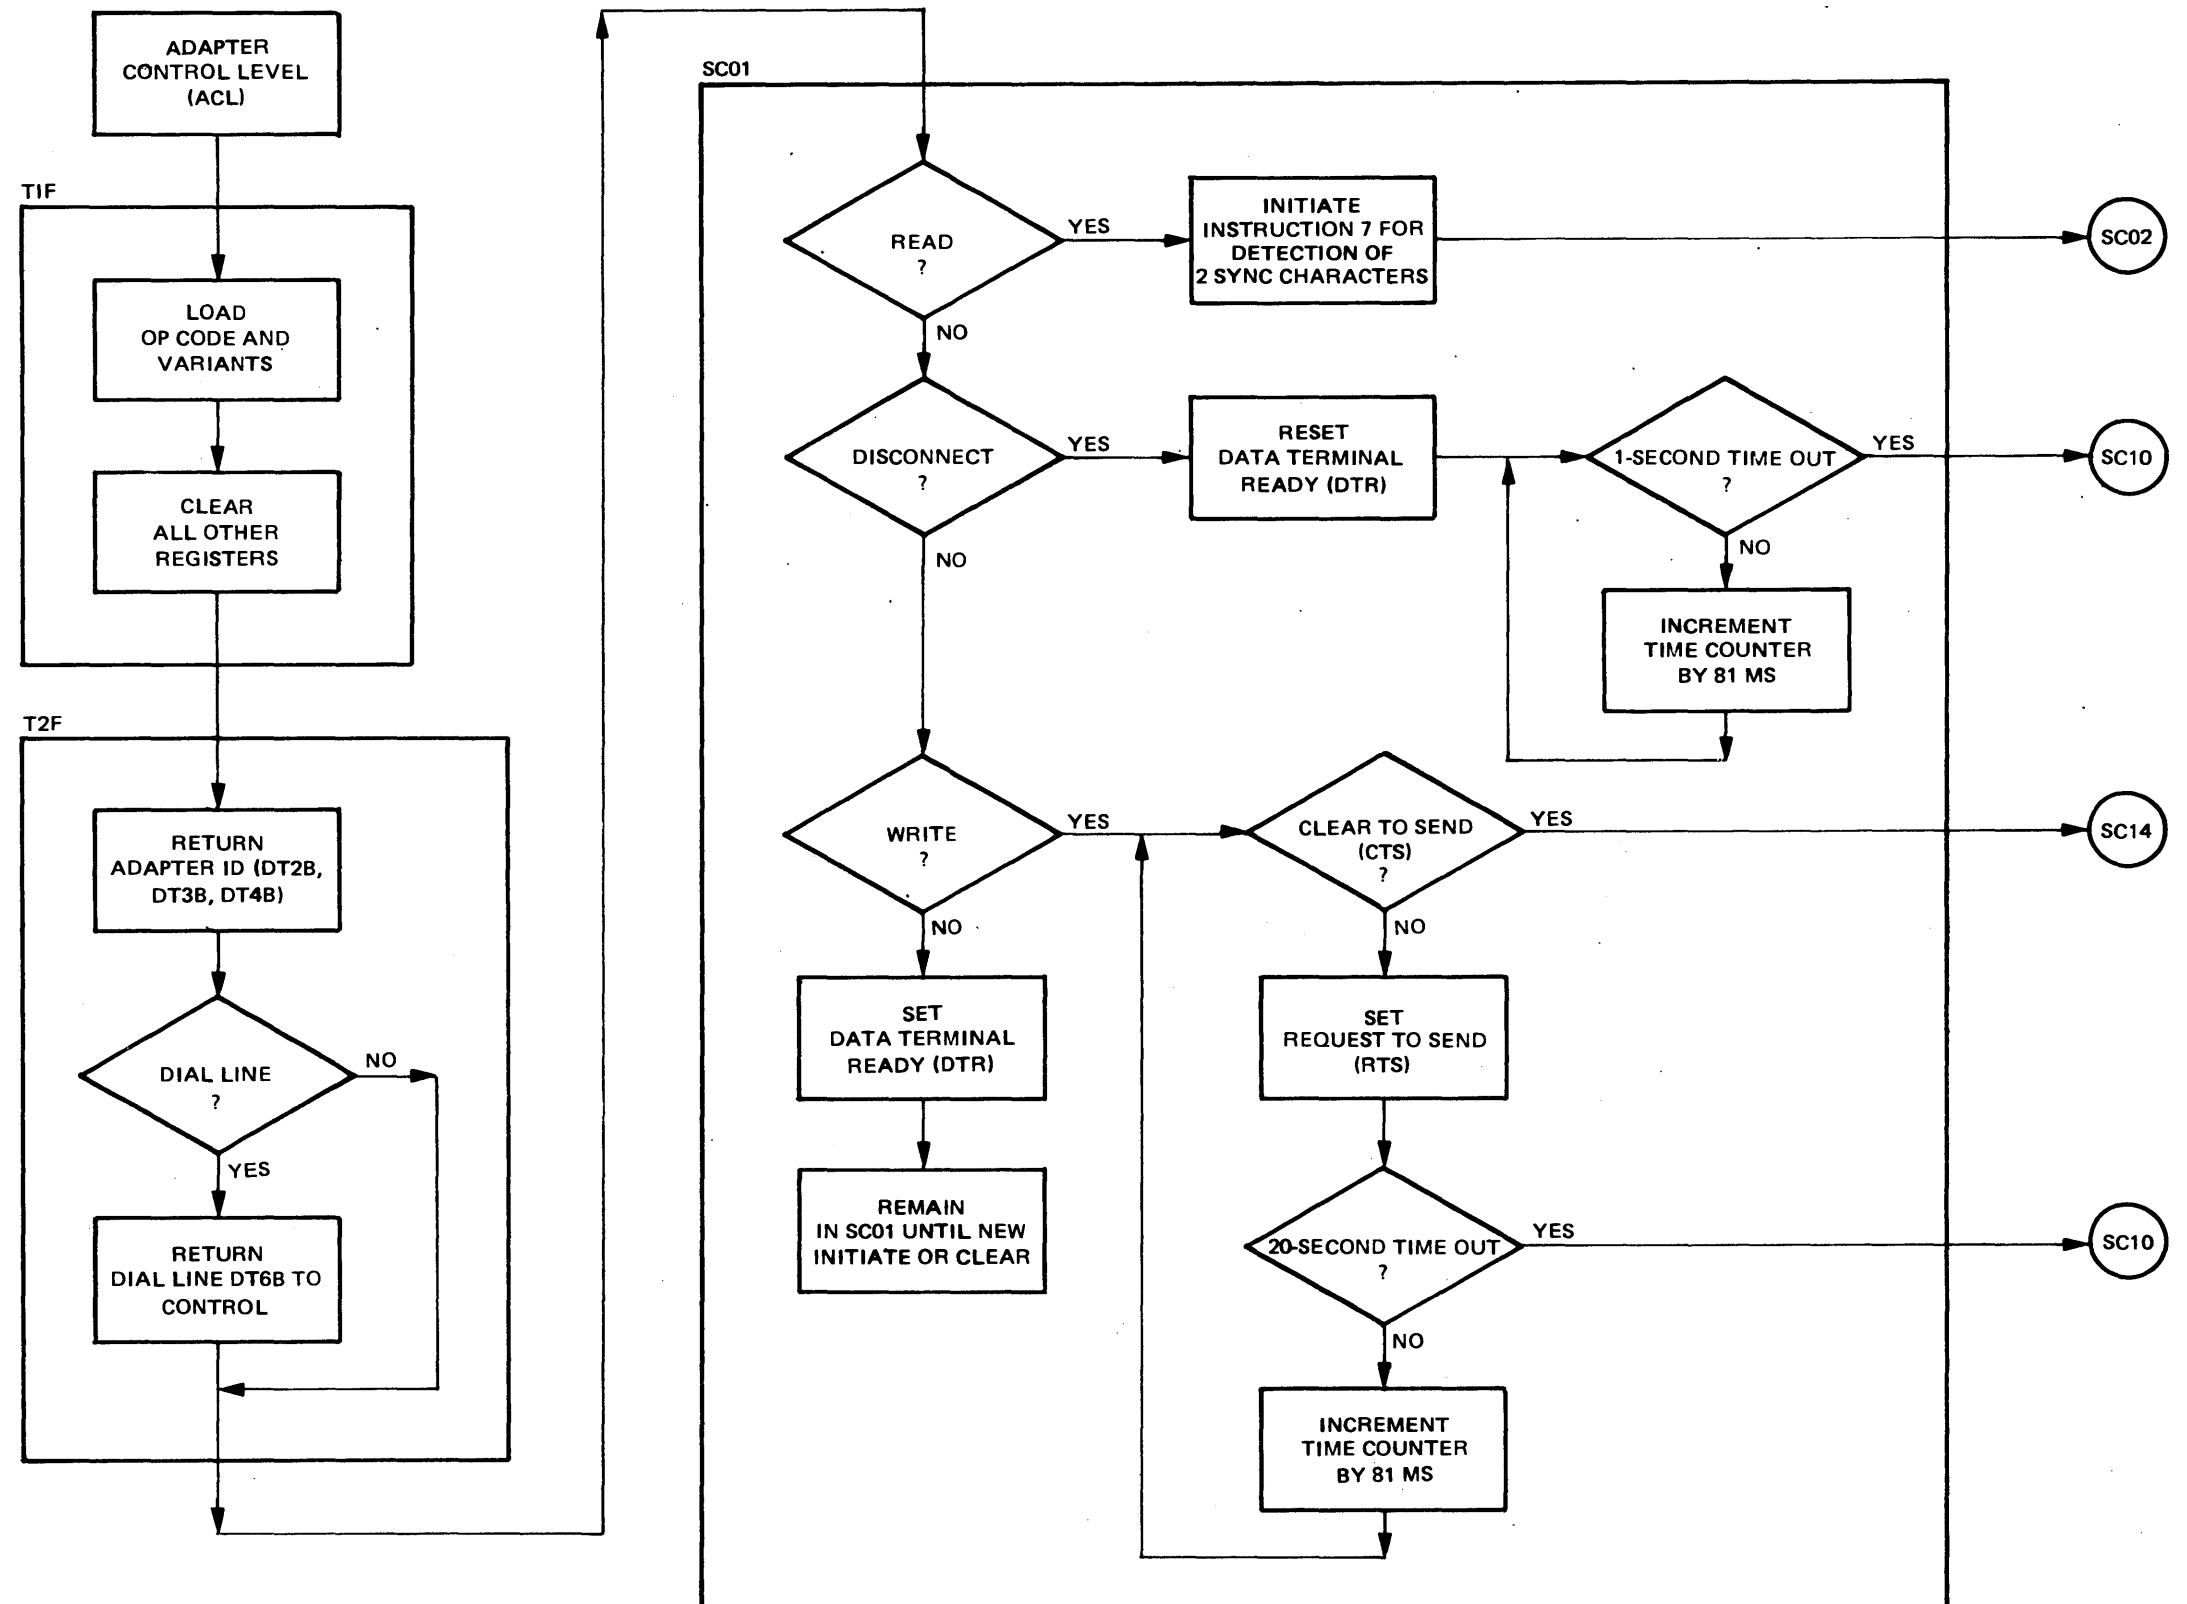 ADAPTER
CONTROL LEVEL
(ACL)
T1F
LOAD
OP CODE AND
VARIANTS
CLEAR
ALL OTHER
REGISTERS
T2F
RETURN
ADAPTER ID (DT2B,
DT3B, DT4B)
DIAL LINE
?
NO
YES
RETURN
DIAL LINE DT6B TO
CONTROL
SC01
READ
?
YES
NO
INITIATE
INSTRUCTION 7 FOR
DETECTION OF
2 SYNC CHARACTERS
SC02
DISCONNECT
?
YES
NO
RESET
DATA TERMINAL
READY (DTR)
1-SECOND TIME OUT
?
YES
NO
SC10
INCREMENT
TIME COUNTER
BY 81 MS
WRITE
?
YES
NO
CLEAR TO SEND
(CTS)
?
YES
NO
SC14
SET
DATA TERMINAL
READY (DTR)
REMAIN
IN SC01 UNTIL NEW
INITIATE OR CLEAR
SET
REQUEST TO SEND
(RTS)
20-SECOND TIME OUT
?
YES
NO
SC10
INCREMENT
TIME COUNTER
BY 81 MS